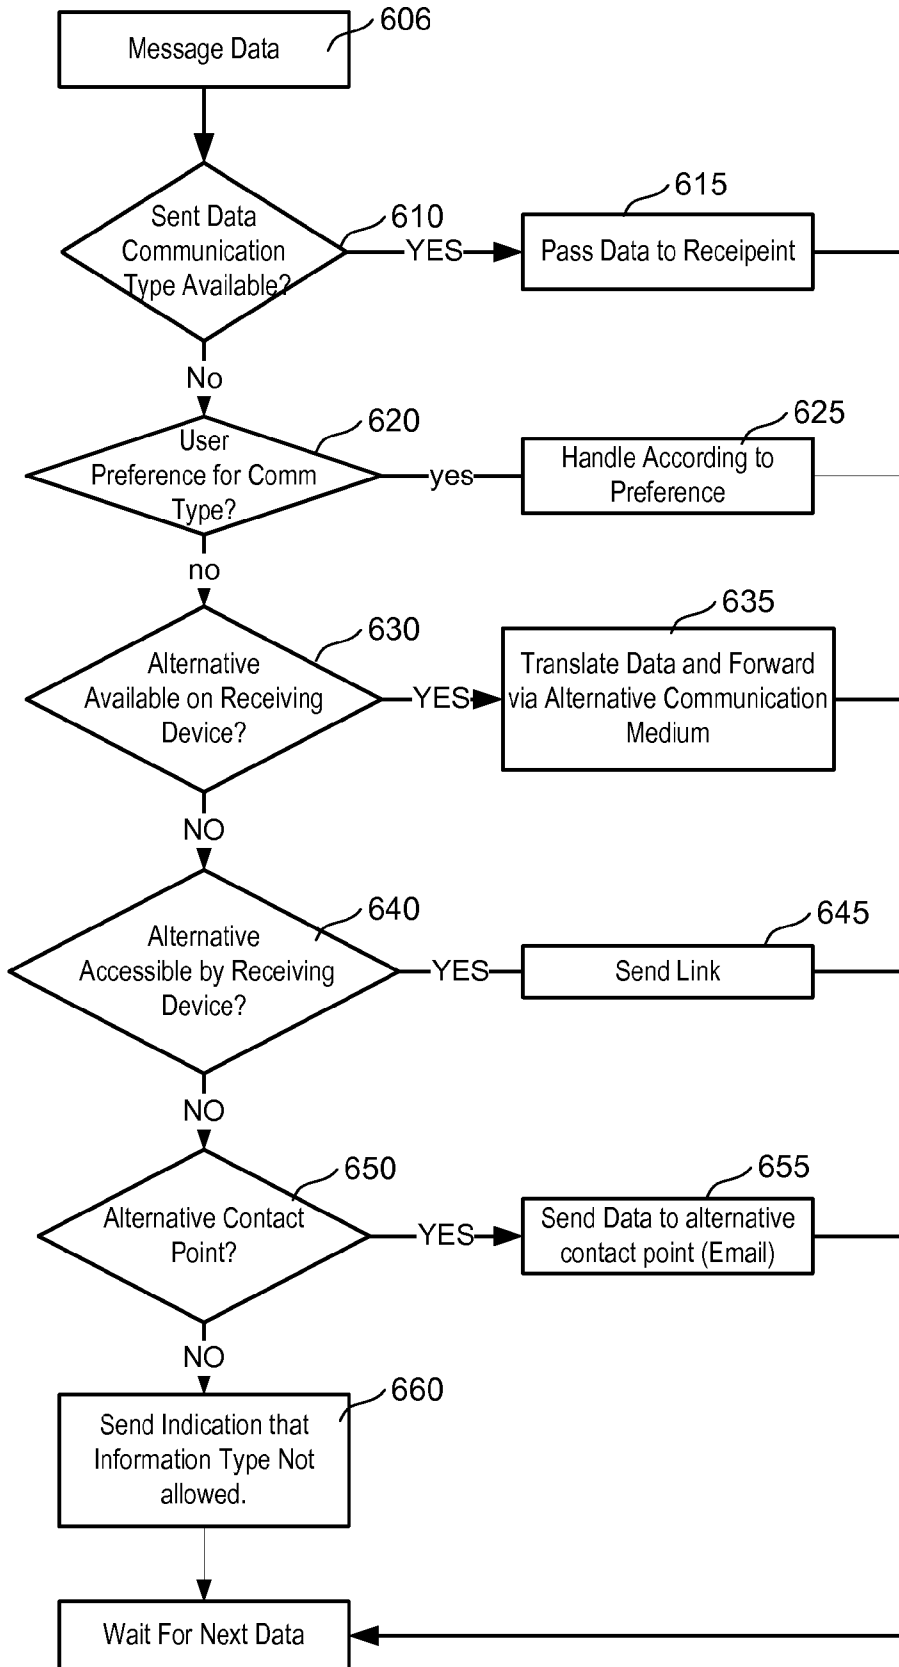 606
Message Data
610
Sent Data
Communication
Type Available?
YES
615
Pass Data to Receipeint
No
620
User
Preference for Comm
Type?
yes
625
Handle According to
Preference
no
630
Alternative
Available on Receiving
Device?
YES
635
Translate Data and Forward
via Alternative Communication
Medium
NO
640
Alternative
Accessible by Receiving
Device?
YES
645
Send Link
NO
650
Alternative Contact
Point?
YES
655
Send Data to alternative
contact point (Email)
NO
660
Send Indication that
Information Type Not
allowed.
Wait For Next Data